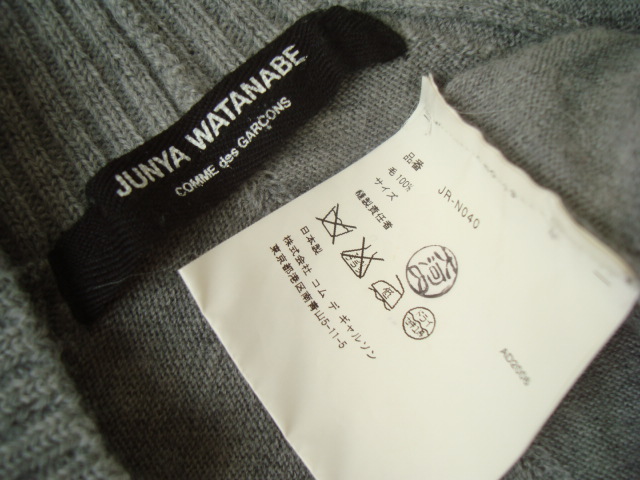 JUNYA WATANABE
COMME des GARÇONS
品番 JR-N040
毛 100%
サイズ
縫製責任者
日本製
株式会社 コム デ ギャルソン
東京都港区南青山5-11-5
AD2006